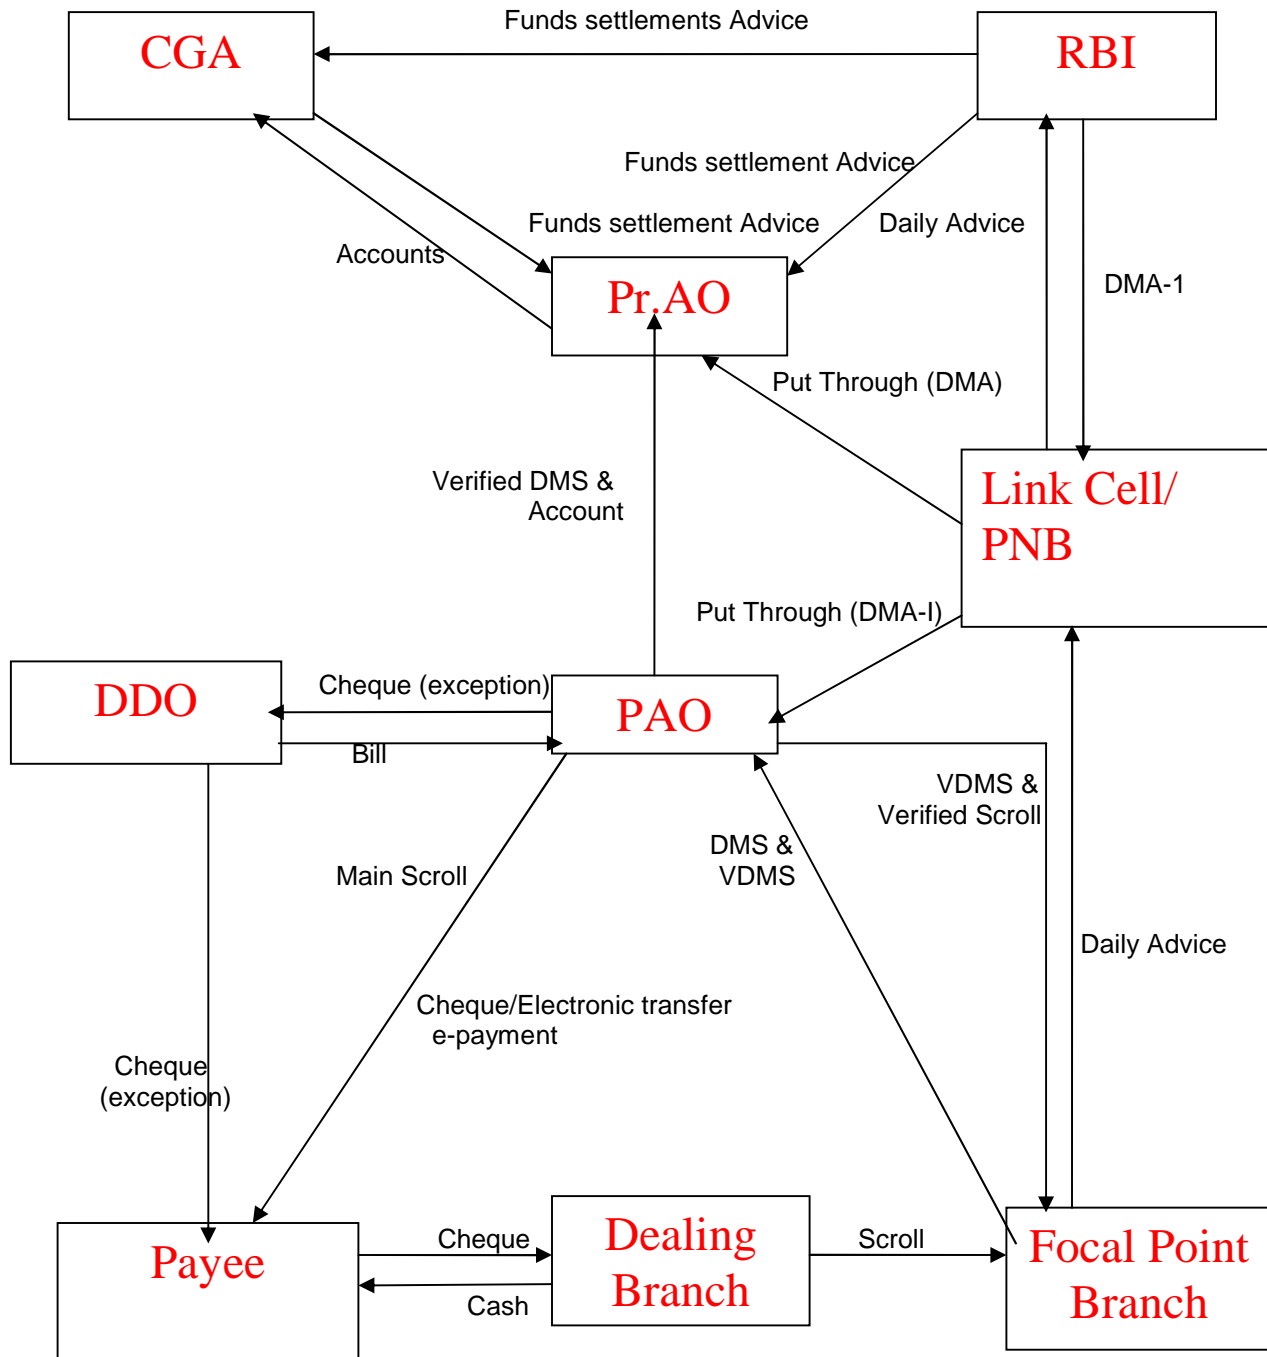 Funds settlements Advice
CGA
RBI
Funds settlement Advice
Funds settlement Advice
Daily Advice
Accounts
DMA-1
Pr.AO
Put Through (DMA)
Verified DMS &
Account
Link Cell/
PNB
Put Through (DMA-I)
DDO
Cheque (exception)
PAO
Bill
VDMS &
Verified Scroll
DMS &
VDMS
Main Scroll
Daily Advice
Cheque/Electronic transfer
e-payment
Cheque
(exception)
Payee
Cheque
Cash
Dealing
Branch
Scroll
Focal Point
Branch